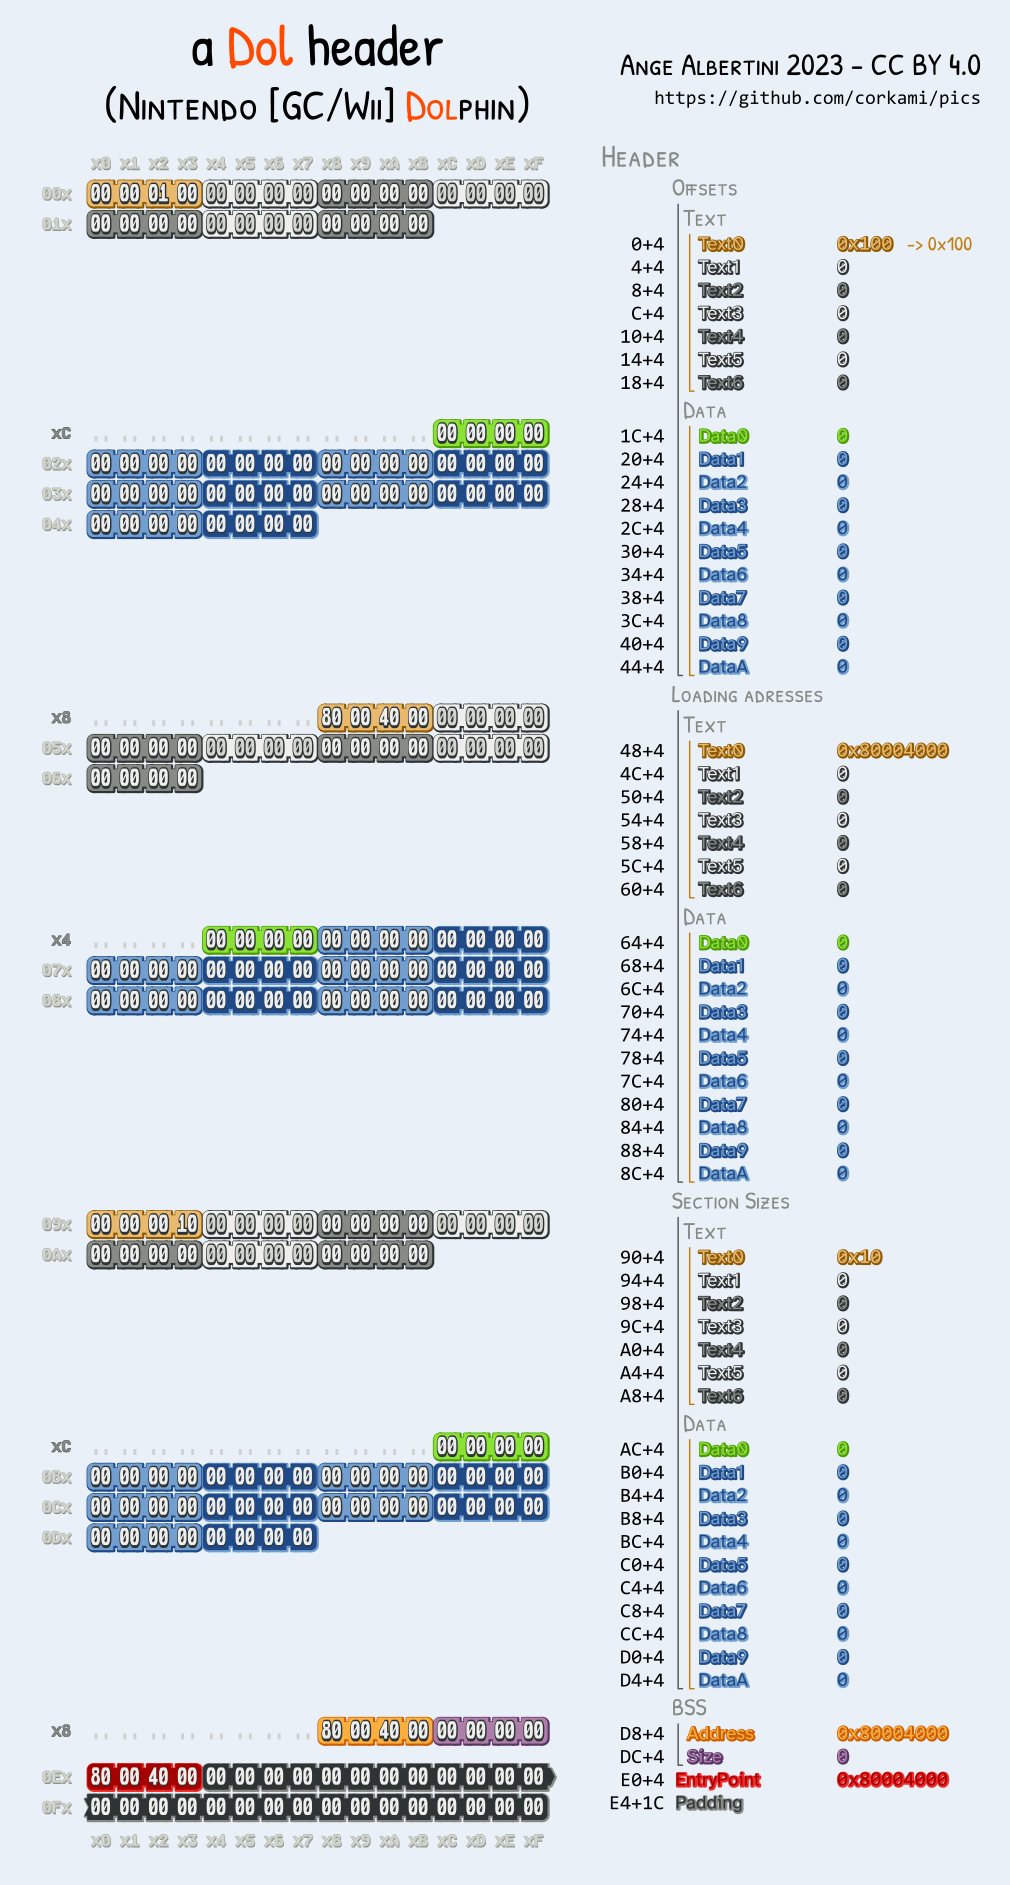 a Dol header
(Nintendo [GC/Wii] Dolphin)
Ange Albertini 2023 - CC BY 4.0
https://github.com/corkami/pics
x0 x1 x2 x3 x4 x5 x6 x7 x8 x9 xA xB xC xD xE xF
00x 00 00 01 00 00 00 00 00 00 00 00 00 00 00 00 00
01x 00 00 00 00 00 00 00 00 00 00 00 00
xC .. .. .. .. .. .. .. .. .. .. .. .. 00 00 00 00
02x 00 00 00 00 00 00 00 00 00 00 00 00 00 00 00 00
03x 00 00 00 00 00 00 00 00 00 00 00 00 00 00 00 00
04x 00 00 00 00 00 00 00 00
x8 .. .. .. .. .. .. .. .. 80 00 40 00 00 00 00 00
05x 00 00 00 00 00 00 00 00 00 00 00 00 00 00 00 00
06x 00 00 00 00
x4 .. .. .. .. 00 00 00 00 00 00 00 00 00 00 00 00
07x 00 00 00 00 00 00 00 00 00 00 00 00 00 00 00 00
08x 00 00 00 00 00 00 00 00 00 00 00 00 00 00 00 00
09x 00 00 00 10 00 00 00 00 00 00 00 00 00 00 00 00
0Ax 00 00 00 00 00 00 00 00 00 00 00 00
xC .. .. .. .. .. .. .. .. .. .. .. .. 00 00 00 00
0Bx 00 00 00 00 00 00 00 00 00 00 00 00 00 00 00 00
0Cx 00 00 00 00 00 00 00 00 00 00 00 00 00 00 00 00
0Dx 00 00 00 00 00 00 00 00
x8 .. .. .. .. .. .. .. .. 80 00 40 00 00 00 00 00
0Ex 80 00 40 00 00 00 00 00 00 00 00 00 00 00 00 00
0Fx 00 00 00 00 00 00 00 00 00 00 00 00 00 00 00 00
x0 x1 x2 x3 x4 x5 x6 x7 x8 x9 xA xB xC xD xE xF
Header
Offsets
Text
0+4 Text0 0x100 -> 0x100
4+4 Text1 0
8+4 Text2 0
C+4 Text3 0
10+4 Text4 0
14+4 Text5 0
18+4 Text6 0
Data
1C+4 Data0 0
20+4 Data1 0
24+4 Data2 0
28+4 Data3 0
2C+4 Data4 0
30+4 Data5 0
34+4 Data6 0
38+4 Data7 0
3C+4 Data8 0
40+4 Data9 0
44+4 DataA 0
Loading adresses
Text
48+4 Text0 0x80004000
4C+4 Text1 0
50+4 Text2 0
54+4 Text3 0
58+4 Text4 0
5C+4 Text5 0
60+4 Text6 0
Data
64+4 Data0 0
68+4 Data1 0
6C+4 Data2 0
70+4 Data3 0
74+4 Data4 0
78+4 Data5 0
7C+4 Data6 0
80+4 Data7 0
84+4 Data8 0
88+4 Data9 0
8C+4 DataA 0
Section Sizes
Text
90+4 Text0 0x10
94+4 Text1 0
98+4 Text2 0
9C+4 Text3 0
A0+4 Text4 0
A4+4 Text5 0
A8+4 Text6 0
Data
AC+4 Data0 0
B0+4 Data1 0
B4+4 Data2 0
B8+4 Data3 0
BC+4 Data4 0
C0+4 Data5 0
C4+4 Data6 0
C8+4 Data7 0
CC+4 Data8 0
D0+4 Data9 0
D4+4 DataA 0
BSS
D8+4 Address 0x80004000
DC+4 Size 0
E0+4 EntryPoint 0x80004000
E4+1C Padding